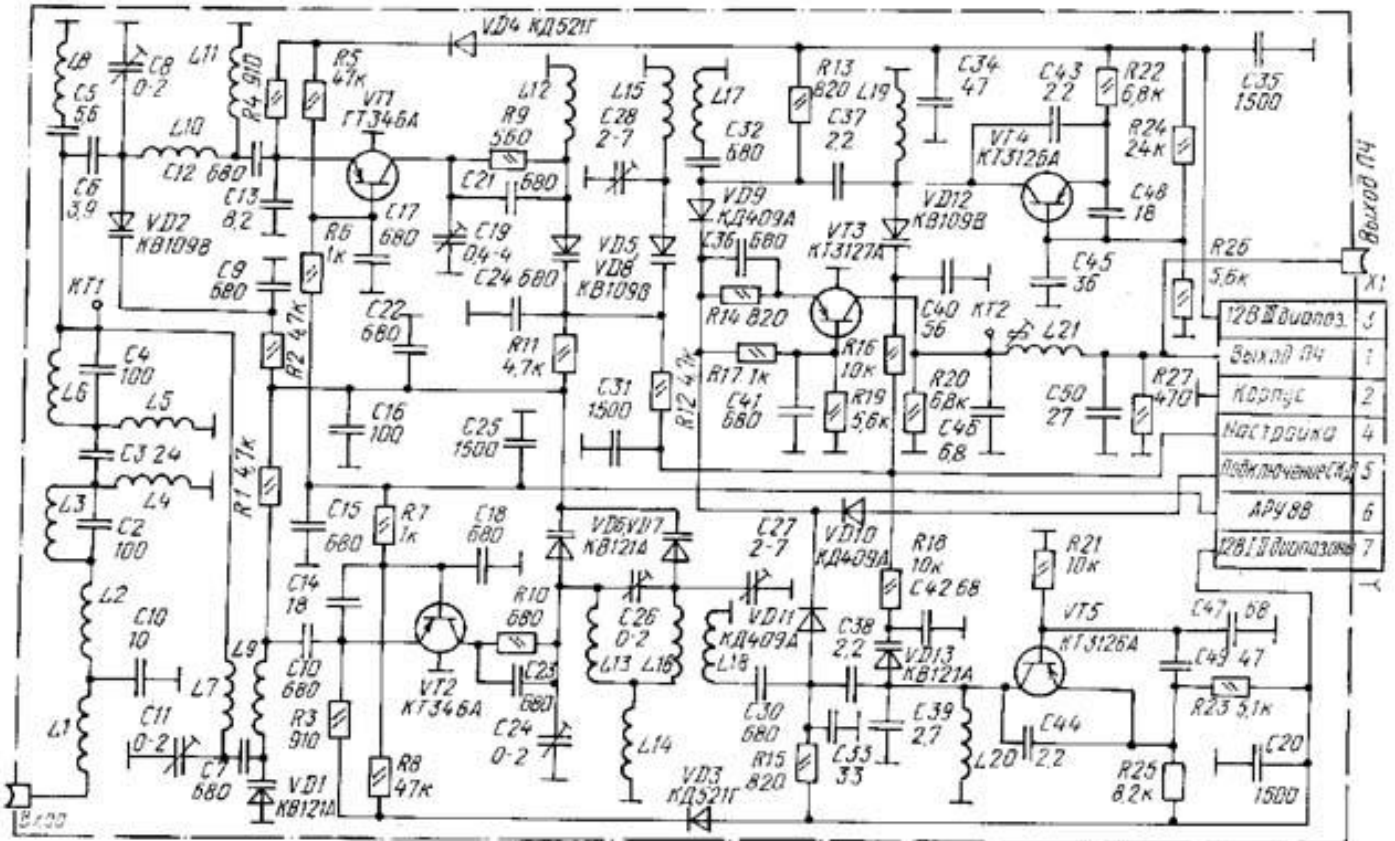 VD4 КД521Г
L8
C8
0-2
L11
R4 910
R5
47к
VT1
ГТ346А
C5
56
L10
C12 680
C6
3,9
C13
8,2
VD2
КВ109В
R6
1к
C17
680
R9
560
C21
680
C19
0,4-4
L12
C28
2-7
L15
L17
C32
680
R13
820
C37
22
L19
C34
47
C43
2,2
R22
6,8к
R24
24к
C35
1500
VT4
КТ3126А
VD9
КД409А
C36 680
VT3
КТ3127А
VD12
КВ109В
C48
18
R26
5,6к
C45
36
Выход ПЧ
X1
KT1
C9
680
R2 4,7к
C22
680
C24 680
VD5,
VD8
КВ109В
R11
4,7к
R14 820
R17 1к
R16
10к
C40
56
KT2
L21
R12 4,7к
C31
1500
C41
680
R19
5,6к
R20
6,8к
C46
6,8
C50
27
R27
470
L6
C4
100
L5
C3 24
L4
L3
C2
100
C16
100
C25
1500
R1 4,7к
12В III диапаз. 3
Выход ПЧ 1
Корпус 2
Настройка 4
Подключение СКД 5
АРУ 8В 6
12В I II диапазоны 7
C15
680
R7
1к
C18
680
VD6,VD7
КВ121А
C27
2-7
VD10
КД409А
R18
10к
C42 68
R21
10к
L2
C10
10
C14
18
R10
680
C26
0-2
VD11
КД409А
C38
2,2
VD13
КВ121А
VT5
КТ3126А
C47
68
C49 47
R23 5,1к
L1
C11
0-2
L7
L9
C10
680
R3
910
VT2
КТ346А
C23
680
C24
0-2
L13
L16
L18
L14
C30
680
C33
33
C39
2,7
L20
C44
2,2
R25
8,2к
C20
1500
C7
680
VD1
КВ121А
R8
47к
VD3
КД521Г
R15
820
Вход